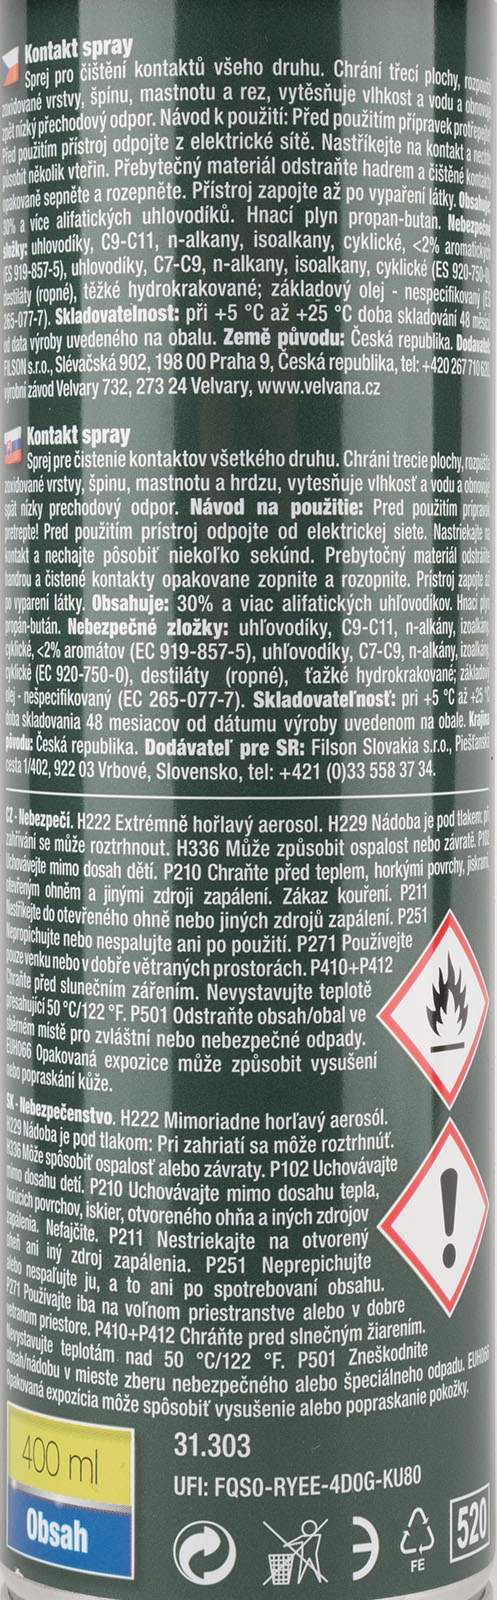 Kontakt spray
Sprej pro čištění kontaktů všeho druhu. Chrání třecí plochy, rozpouští
zoxidované vrstvy, špínu, mastnotu a rez, vytěsňuje vlhkost a vodu a obnovuje
zpět nízký přechodový odpor. Návod k použití: Před použitím přípravek protřepejte!
Před použitím přístroj odpojte z elektrické sítě. Nastříkejte na kontakt a nechte
působit několik vteřin. Přebytečný materiál odstraňte hadrem a čištěné kontakty
opakovaně sepněte a rozepněte. Přístroj zapojte až po vypaření látky. Obsahuje:
30% a více alifatických uhlovodíků. Hnací plyn propan-butan. Nebezpečné
složky: uhlovodíky, C9-C11, n-alkany, isoalkany, cyklické, <2% aromatických
(ES 919-857-5), uhlovodíky, C7-C9, n-alkany, isoalkany, cyklické (ES 920-750-0),
destiláty (ropné), těžké hydrokrakované; základový olej - nespecifikovaný (ES
265-077-7). Skladovatelnost: při +5 °C až +25 °C doba skladování 48 měsíců
od data výroby uvedeného na obalu. Země původu: Česká republika. Dodavatel:
FILSON s.r.o., Slévačská 902, 198 00 Praha 9, Česká republika, tel: +420 267 710 620,
výrobní závod Velvary 732, 273 24 Velvary, www.velvana.cz
Kontakt spray
Sprej pre čistenie kontaktov všetkého druhu. Chráni trecie plochy, rozpúšťa
zoxidované vrstvy, špinu, mastnotu a hrdzu, vytesňuje vlhkosť a vodu a obnovuje
späť nízky prechodový odpor. Návod na použitie: Pred použitím prípravok
pretrepte! Pred použitím prístroj odpojte od elektrickej siete. Nastriekajte na
kontakt a nechajte pôsobiť niekoľko sekúnd. Prebytočný materiál odstráňte
handrou a čistené kontakty opakovane zopnite a rozopnite. Prístroj zapojte až
po vyparení látky. Obsahuje: 30% a viac alifatických uhľovodíkov. Hnací plyn
propán-bután. Nebezpečné zložky: uhľovodíky, C9-C11, n-alkány, izoalkány,
cyklické, <2% aromátov (EC 919-857-5), uhľovodíky, C7-C9, n-alkány, izoalkány,
cyklické (EC 920-750-0), destiláty (ropné), ťažké hydrokrakované; základový
olej - nešpecifikovaný (EC 265-077-7). Skladovateľnosť: pri +5 °C až +25 °C
doba skladovania 48 mesiacov od dátumu výroby uvedenom na obale. Krajina
pôvodu: Česká republika. Dodávateľ pre SR: Filson Slovakia s.r.o., Piešťanská
cesta 1/402, 922 03 Vrbové, Slovensko, tel: +421 (0)33 558 37 34.
CZ - Nebezpečí. H222 Extrémně hořlavý aerosol. H229 Nádoba je pod tlakem: při
zahřívání se může roztrhnout. H336 Může způsobit ospalost nebo závratě. P102
Uchovávejte mimo dosah dětí. P210 Chraňte před teplem, horkými povrchy, jiskrami,
otevřeným ohněm a jinými zdroji zapálení. Zákaz kouření. P211
Nestříkejte do otevřeného ohně nebo jiných zdrojů zapálení. P251
Nepropichujte nebo nespalujte ani po použití. P271 Používejte
pouze venku nebo v dobře větraných prostorách. P410+P412
Chraňte před slunečním zářením. Nevystavujte teplotě
přesahující 50 °C/122 °F. P501 Odstraňte obsah/obal ve
sběrném místě pro zvláštní nebo nebezpečné odpady.
EUH066 Opakovaná expozice může způsobit vysušení
nebo popraskání kůže.
SK - Nebezpečenstvo. H222 Mimoriadne horľavý aerosól.
H229 Nádoba je pod tlakom: Pri zahriatí sa môže roztrhnúť.
H336 Môže spôsobiť ospalosť alebo závraty. P102 Uchovávajte
mimo dosahu detí. P210 Uchovávajte mimo dosahu tepla,
horúcich povrchov, iskier, otvoreného ohňa a iných zdrojov
zapálenia. Nefajčite. P211 Nestriekajte na otvorený
oheň ani iný zdroj zapálenia. P251 Neprepichujte
alebo nespaľujte ju, a to ani po spotrebovaní obsahu.
P271 Používajte iba na voľnom priestranstve alebo v dobre
vetranom priestore. P410+P412 Chráňte pred slnečným žiarením.
Nevystavujte teplotám nad 50 °C/122 °F. P501 Zneškodnite
obsah/nádobu v mieste zberu nebezpečného alebo špeciálneho odpadu. EUH066
Opakovaná expozícia môže spôsobiť vysušenie alebo popraskanie pokožky.
400 ml
Obsah
31.303
UFI: FQS0-RYEE-4D0G-KU80
FE
520